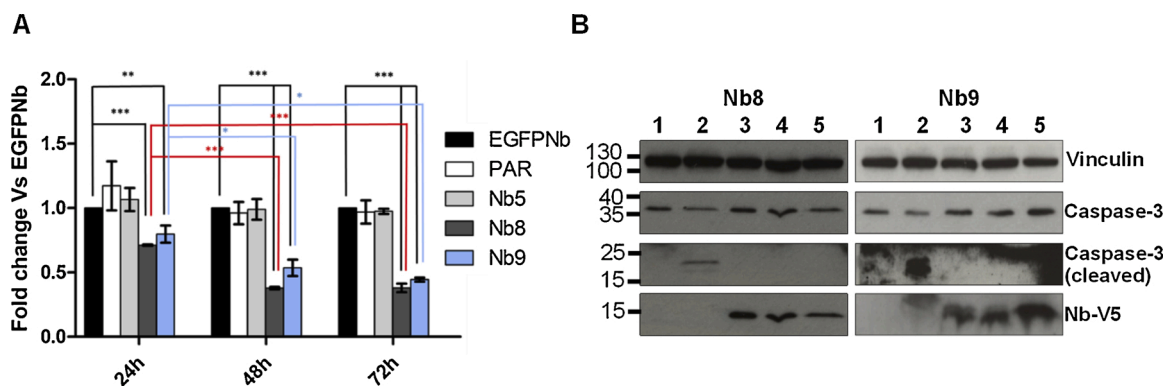 A
Fold change Vs EGFPNb
2.0
1.5
1.0
0.5
0.0
**
***
***
***
*
***
*
***
24h
48h
72h
EGFPNb
PAR
Nb5
Nb8
Nb9
B
Nb8
Nb9
1 2 3 4 5
1 2 3 4 5
130
100
Vinculin
40
35
Caspase-3
25
15
Caspase-3
(cleaved)
15
Nb-V5